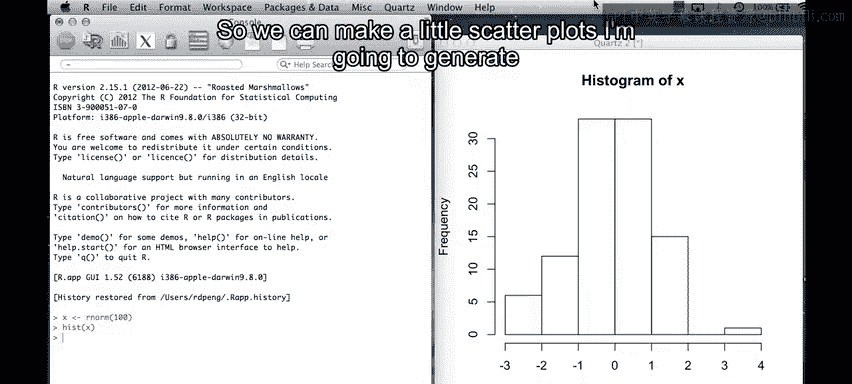 R File Edit Format Workspace Packages & Data Misc Quartz Window Help 100%
Console
Quartz 2 [*]
So we can make a little scatter plots I'm
going to generate
Help Search
R version 2.15.1 (2012-06-22) -- "Roasted Marshmallows"
Copyright (C) 2012 The R Foundation for Statistical Computing
ISBN 3-900051-07-0
Platform: i386-apple-darwin9.8.0/i386 (32-bit)
R is free software and comes with ABSOLUTELY NO WARRANTY.
You are welcome to redistribute it under certain conditions.
Type 'license()' or 'licence()' for distribution details.
Natural language support but running in an English locale
R is a collaborative project with many contributors.
Type 'contributors()' for more information and
'citation()' on how to cite R or R packages in publications.
Type 'demo()' for some demos, 'help()' for on-line help, or
'help.start()' for an HTML browser interface to help.
Type 'q()' to quit R.
[R.app GUI 1.52 (6188) i386-apple-darwin9.8.0]
[History restored from /Users/rdpeng/.Rapp.history]
> x <- rnorm(100)
> hist(x)
>
Histogram of x
Frequency
30
25
20
15
10
5
0
-3 -2 -1 0 1 2 3 4